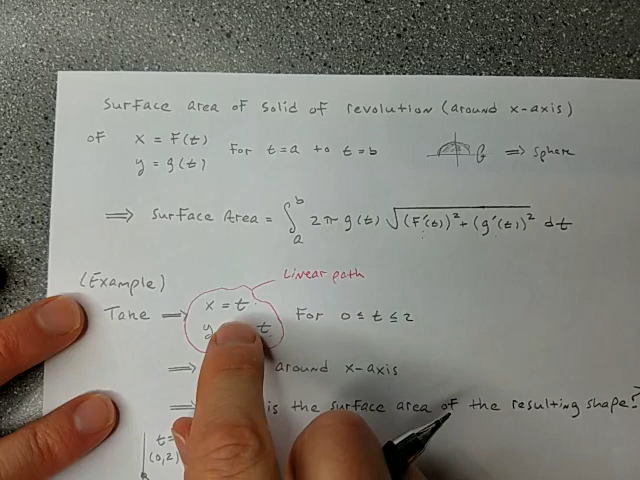 Surface area of solid of revolution (around x-axis)
of x = f(t) for t=a to t=b ⟹ sphere
y = g(t)
⟹ Surface Area = ∫_a^b 2π g(t) √((f'(t))² + (g'(t))²) dt
(Example) Linear path
Take ⟹ x = t For 0 ≤ t ≤ 2
y t
⟹ around x-axis
⟹ is the surface area of the resulting shape?
t=
(0,2)